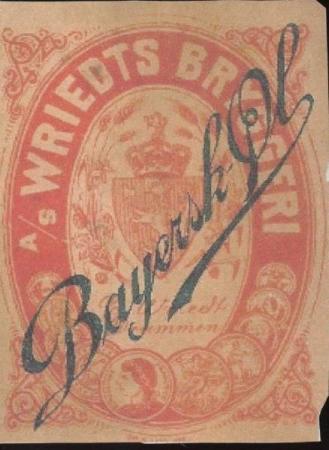 A/S WRIEDTS BRYGGERI
Bayersk Øl